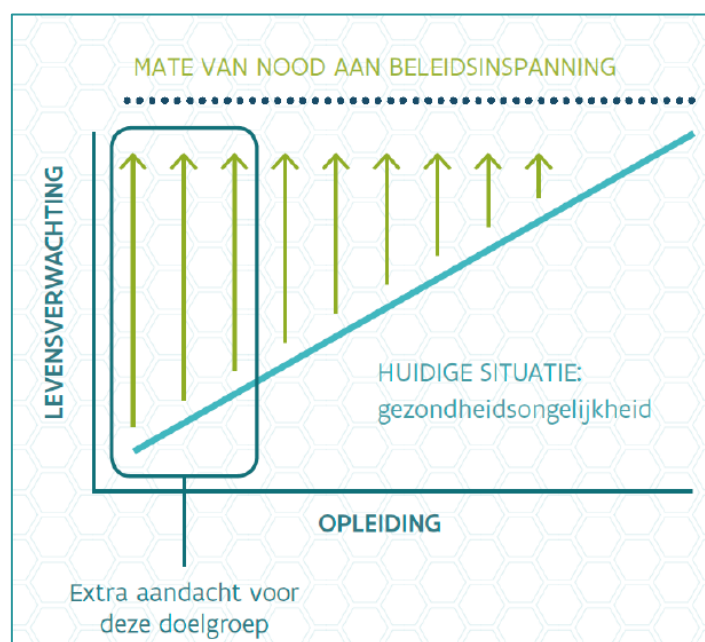 MATE VAN NOOD AAN BELEIDSINSPANNING
LEVENSVERWACHTING
HUIDIGE SITUATIE:
gezondheidsongelijkheid
OPLEIDING
Extra aandacht voor
deze doelgroep